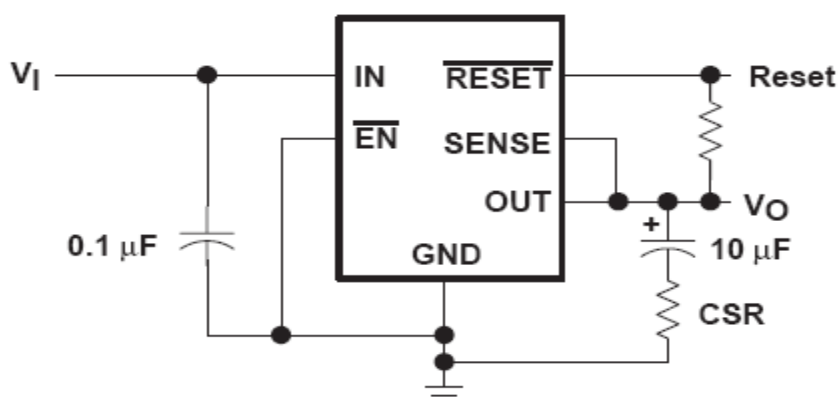 V_I
IN
RESET
Reset
EN
SENSE
OUT
V_O
+
0.1 μF
10 μF
GND
CSR